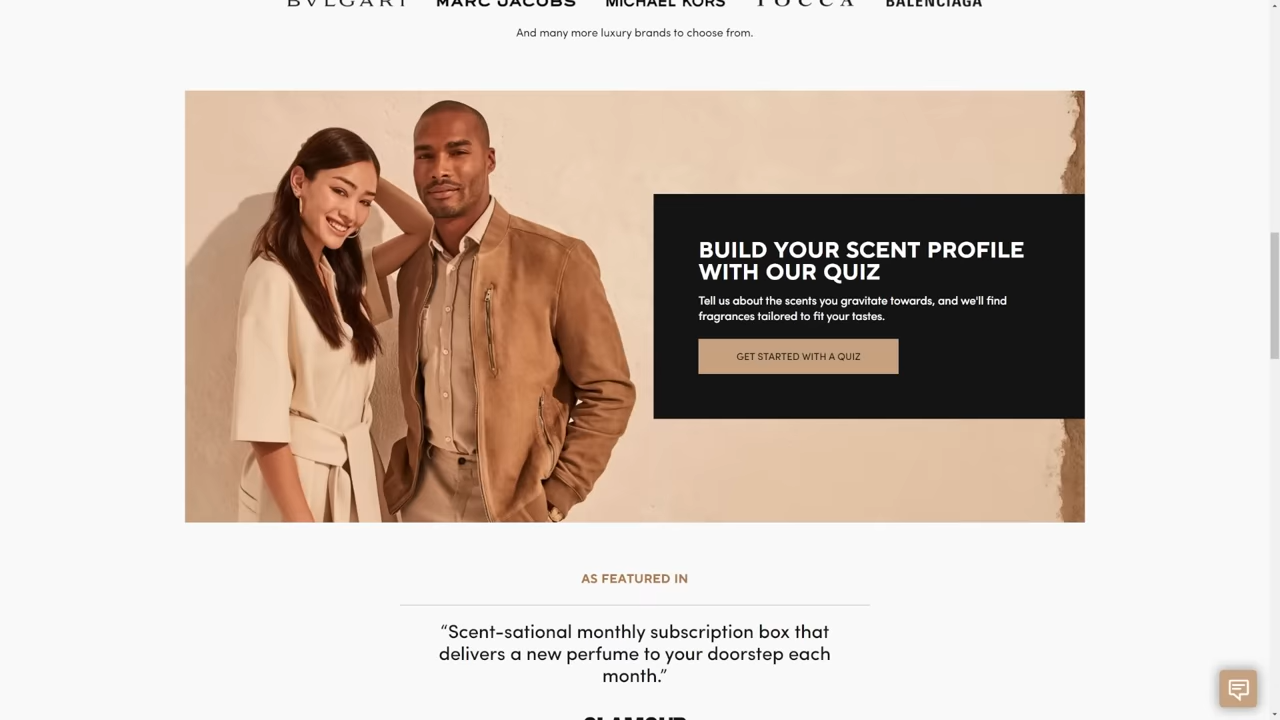 BVLGARI MARC JACOBS MICHAEL KORS TOCCA BALENCIAGA
And many more luxury brands to choose from.
BUILD YOUR SCENT PROFILE
WITH OUR QUIZ
Tell us about the scents you gravitate towards, and we'll find
fragrances tailored to fit your tastes.
GET STARTED WITH A QUIZ
AS FEATURED IN
“Scent-sational monthly subscription box that
delivers a new perfume to your doorstep each
month.”
GLAMOUR